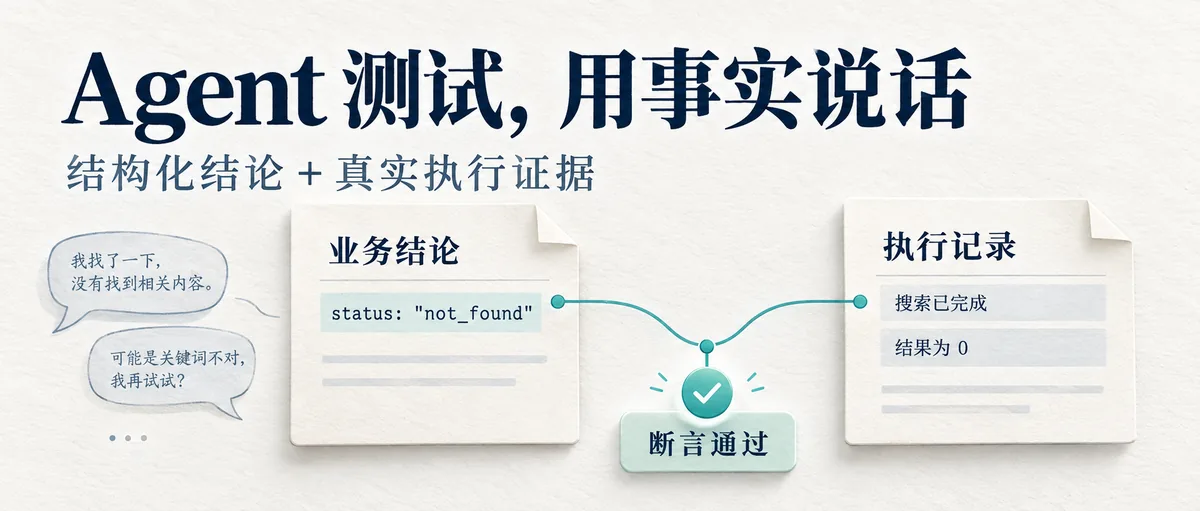 Agent 测试，用事实说话
结构化结论 + 真实执行证据
我找了一下，
没有找到相关内容。
可能是关键词不对，
我再试试？
业务结论
status: "not_found"
断言通过
执行记录
搜索已完成
结果为 0